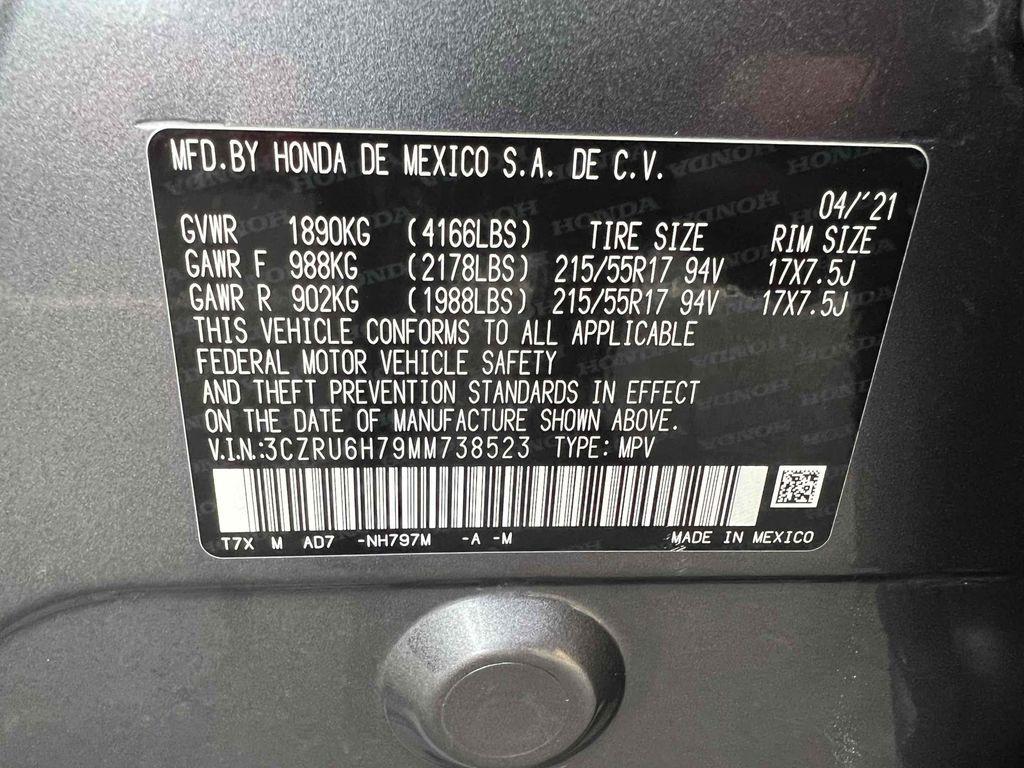 MFD.BY HONDA DE MEXICO S.A. DE C.V.
04/'21
GVWR 1890KG (4166LBS) TIRE SIZE RIM SIZE
GAWR F 988KG (2178LBS) 215/55R17 94V 17X7.5J
GAWR R 902KG (1988LBS) 215/55R17 94V 17X7.5J
THIS VEHICLE CONFORMS TO ALL APPLICABLE
FEDERAL MOTOR VEHICLE SAFETY
AND THEFT PREVENTION STANDARDS IN EFFECT
ON THE DATE OF MANUFACTURE SHOWN ABOVE.
V.I.N.:3CZRU6H79MM738523 TYPE:MPV
T7X M AD7 -NH797M -A -M MADE IN MEXICO